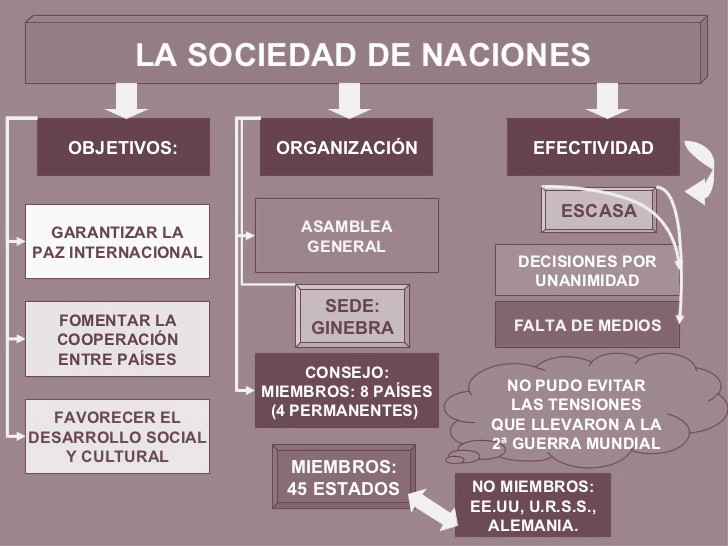 LA SOCIEDAD DE NACIONES
OBJETIVOS:
GARANTIZAR LA
PAZ INTERNACIONAL
FOMENTAR LA
COOPERACIÓN
ENTRE PAÍSES
FAVORECER EL
DESARROLLO SOCIAL
Y CULTURAL
ORGANIZACIÓN
ASAMBLEA
GENERAL
SEDE:
GINEBRA
CONSEJO:
MIEMBROS: 8 PAÍSES
(4 PERMANENTES)
MIEMBROS:
45 ESTADOS
NO MIEMBROS:
EE.UU, U.R.S.S.,
ALEMANIA.
EFECTIVIDAD
ESCASA
DECISIONES POR
UNANIMIDAD
FALTA DE MEDIOS
NO PUDO EVITAR
LAS TENSIONES
QUE LLEVARON A LA
2ª GUERRA MUNDIAL